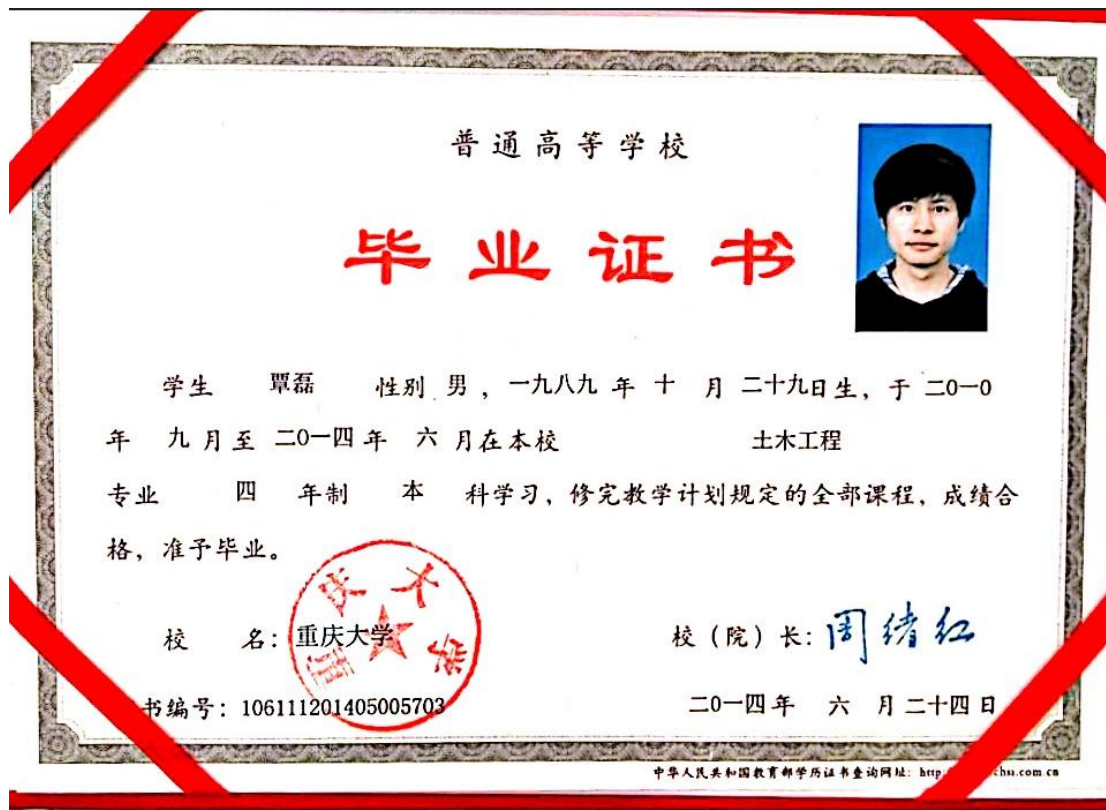 普通高等学校
毕业证书
学生 覃磊 性别 男，一九八九 年 十 月 二十九日生，于 二0一0
年 九 月至 二0一四 年 六 月在本校 土木工程
专业 四 年制 本 科学习，修完教学计划规定的全部课程，成绩合
格，准予毕业。
重庆大学
校 名：重庆大学 校（院）长：周绪红
书编号：106111201405005703 二0一四年 六 月 二十四 日
中华人民共和国教育部学历证书查询网址：http chsi.com.cn